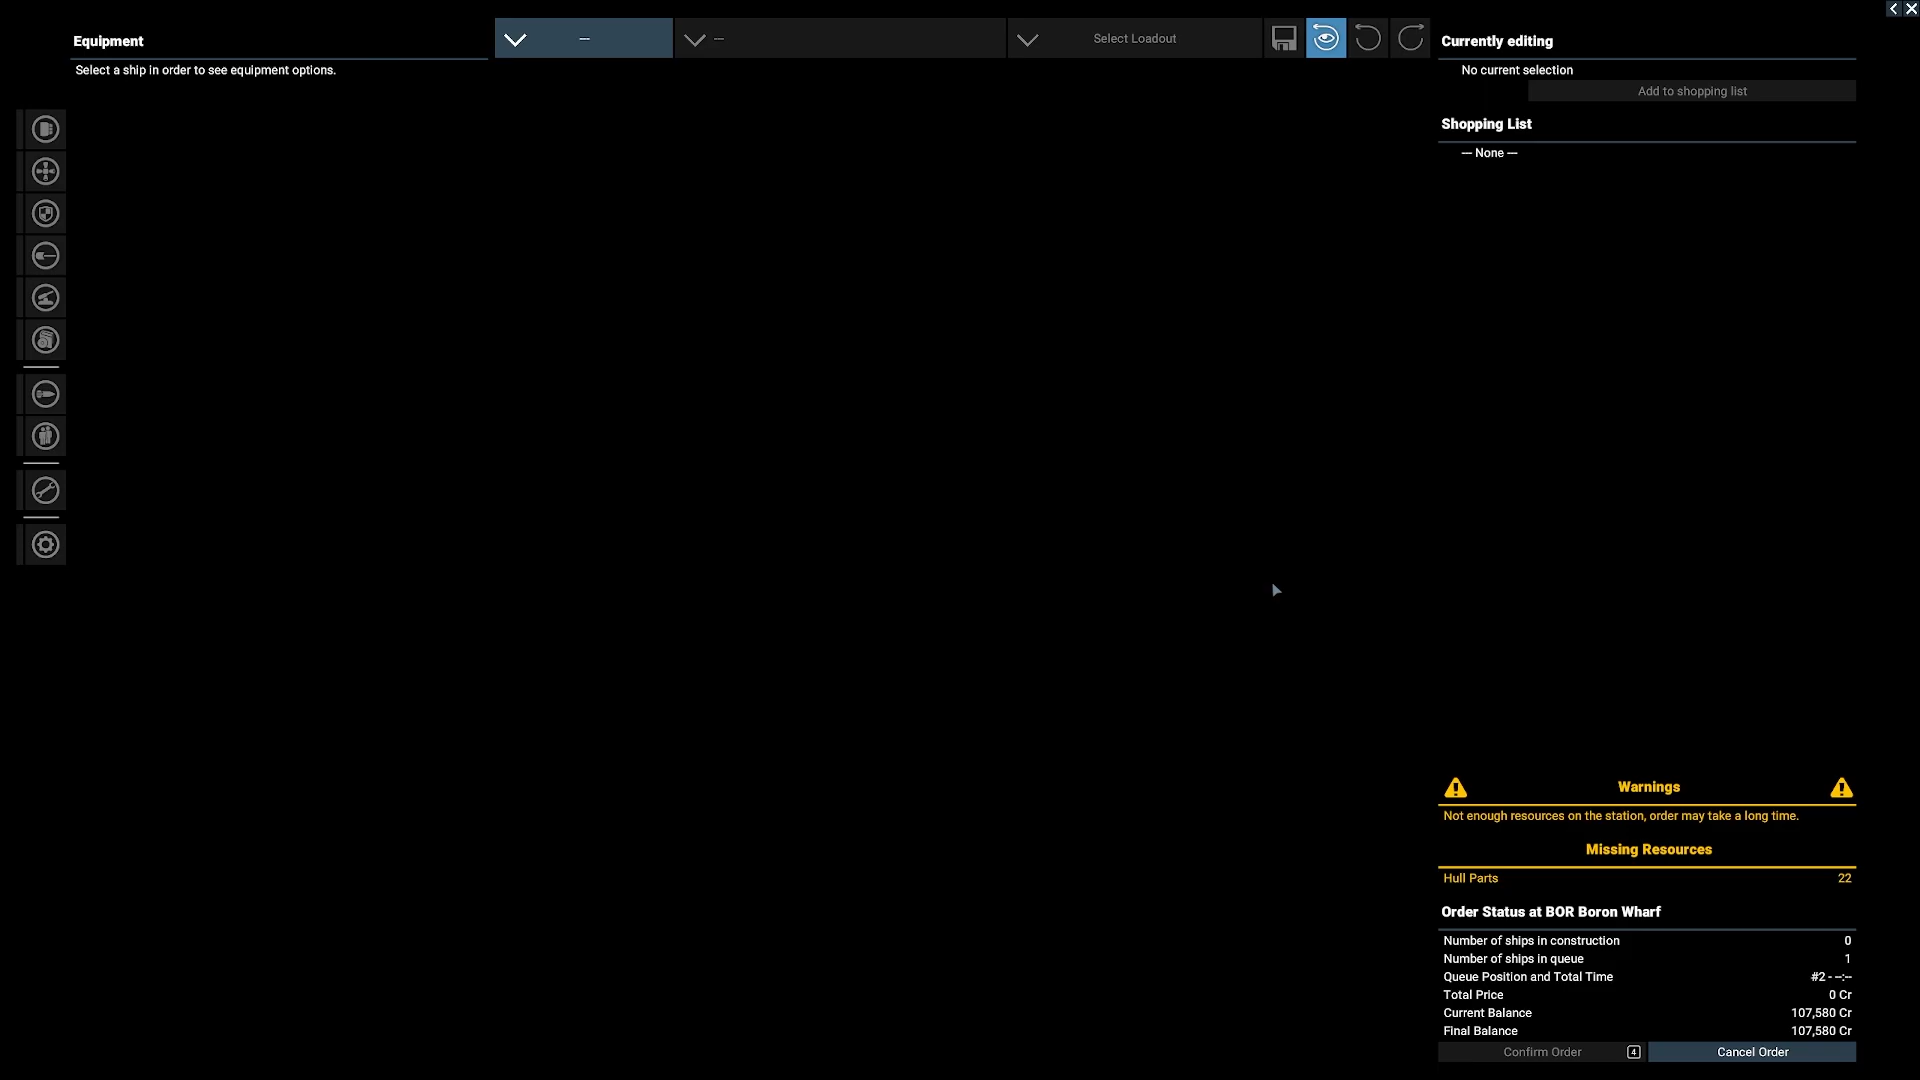 Equipment
Select a ship in order to see equipment options.
—
—
Select Loadout
Currently editing
No current selection
Add to shopping list
Shopping List
— None —
Warnings
Not enough resources on the station, order may take a long time.
Missing Resources
Hull Parts 22
Order Status at BOR Boron Wharf
Number of ships in construction 0
Number of ships in queue 1
Queue Position and Total Time #2 - --:--
Total Price 0 Cr
Current Balance 107,580 Cr
Final Balance 107,580 Cr
Confirm Order 4
Cancel Order